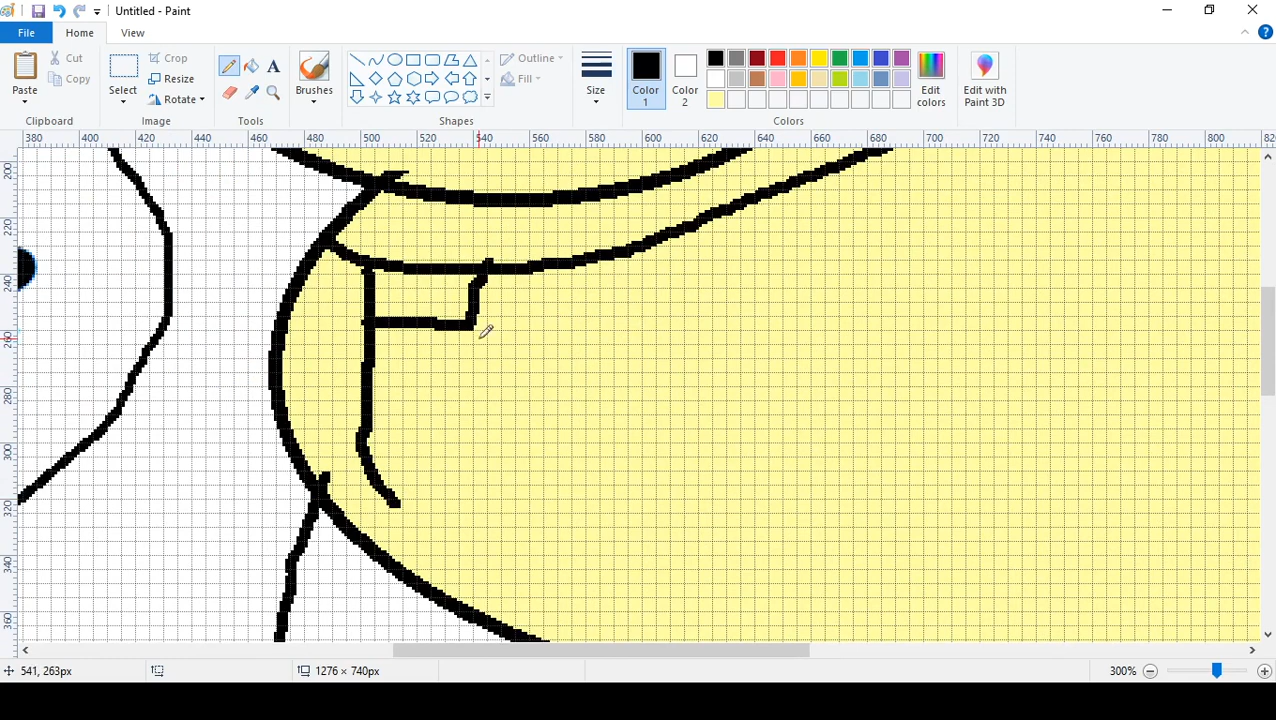 Untitled - Paint
File Home View
Paste
Cut
Copy
Clipboard
Select
Crop
Resize
Rotate
Image
A
Tools
Brushes
Outline
Fill
Shapes
Size
Color 1
Color 2
Edit colors
Edit with Paint 3D
Colors
380 400 420 440 460 480 500 520 540 560 580 600 620 640 660 680 700 720 740 760 780 800 82
200
220
240
260
280
300
320
340
360
541, 263px
1276 × 740px
300%